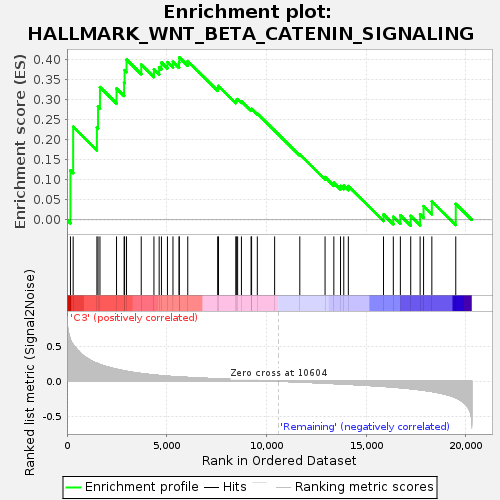 Enrichment plot:
HALLMARK_WNT_BETA_CATENIN_SIGNALING
Enrichment score (ES)
0.40
0.35
0.30
0.25
0.20
0.15
0.10
0.05
0.00
'C3' (positively correlated)
Ranked list metric (Signal2Noise)
0.5
0.0
-0.5
Zero cross at 10604
'Remaining' (negatively correlated)
0
5,000
10,000
15,000
20,000
Rank in Ordered Dataset
Enrichment profile
Hits
Ranking metric scores